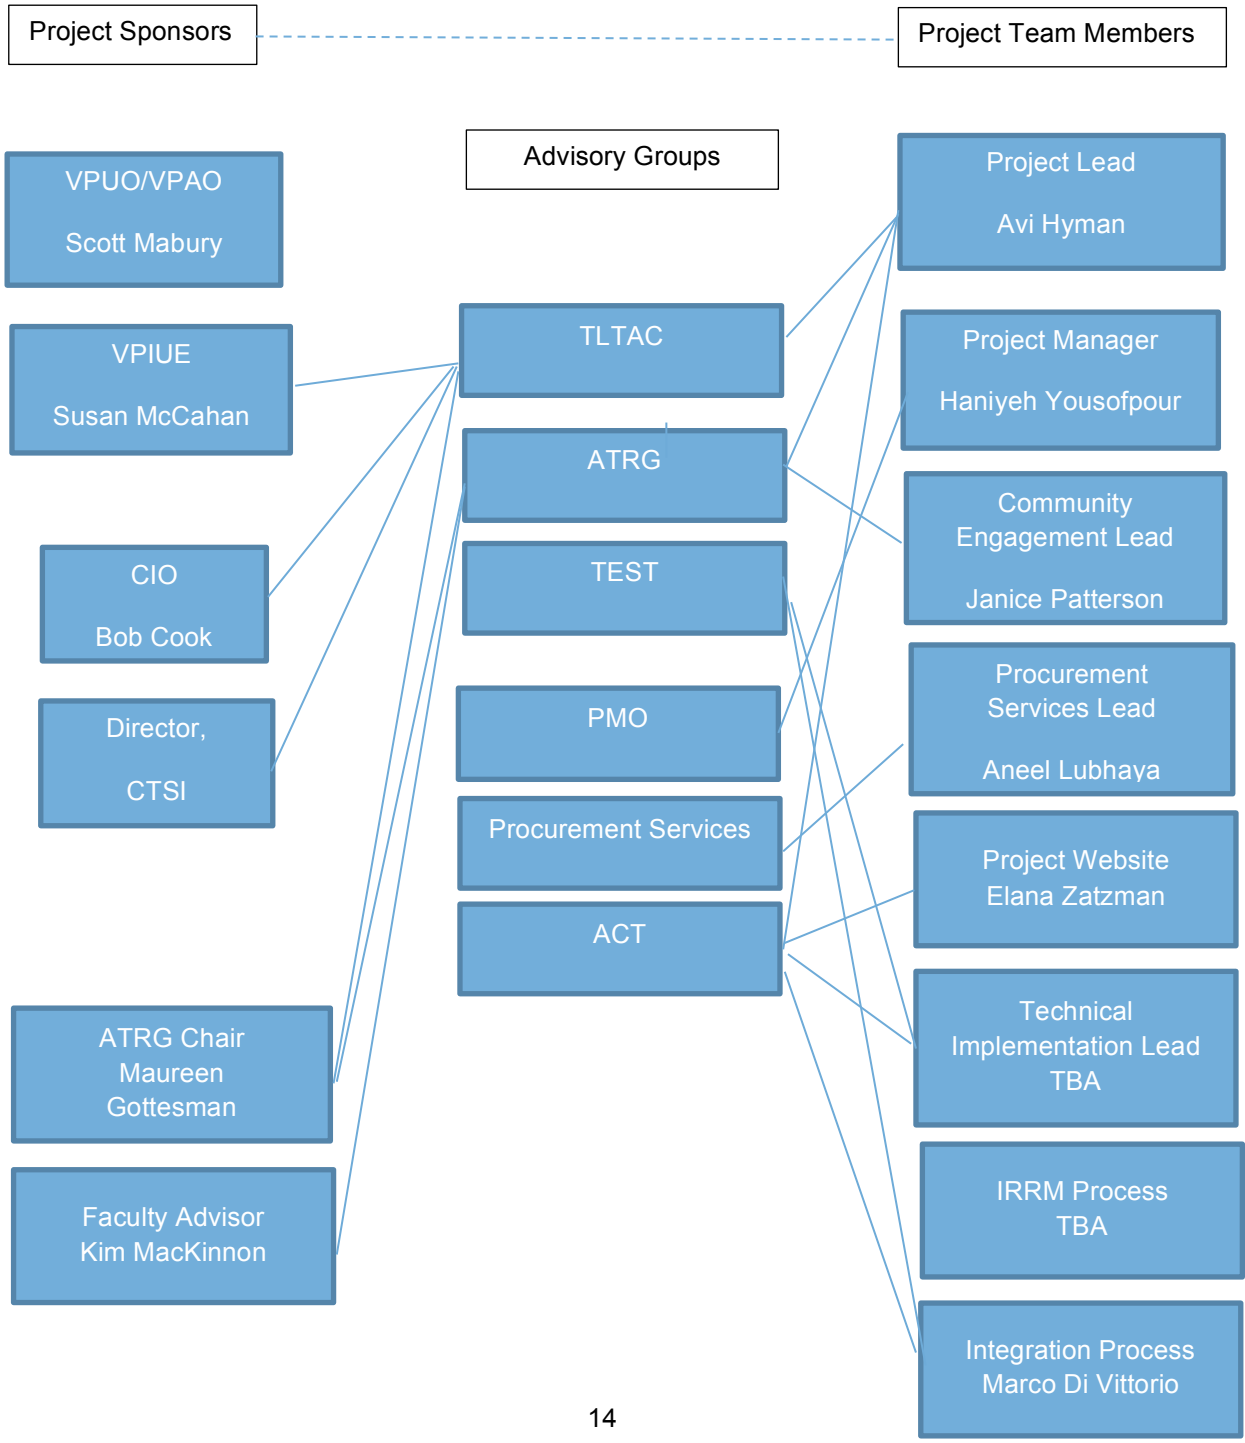 Project Sponsors
Project Team Members
Advisory Groups
VPUO/VPAO
Scott Mabury
VPIUE
Susan McCahan
CIO
Bob Cook
Director,
CTSI
ATRG Chair
Maureen
Gottesman
Faculty Advisor
Kim MacKinnon
TLTAC
ATRG
TEST
PMO
Procurement Services
ACT
Project Lead
Avi Hyman
Project Manager
Haniyeh Yousofpour
Community
Engagement Lead
Janice Patterson
Procurement
Services Lead
Aneel Lubhaya
Project Website
Elana Zatzman
Technical
Implementation Lead
TBA
IRRM Process
TBA
Integration Process
Marco Di Vittorio
14